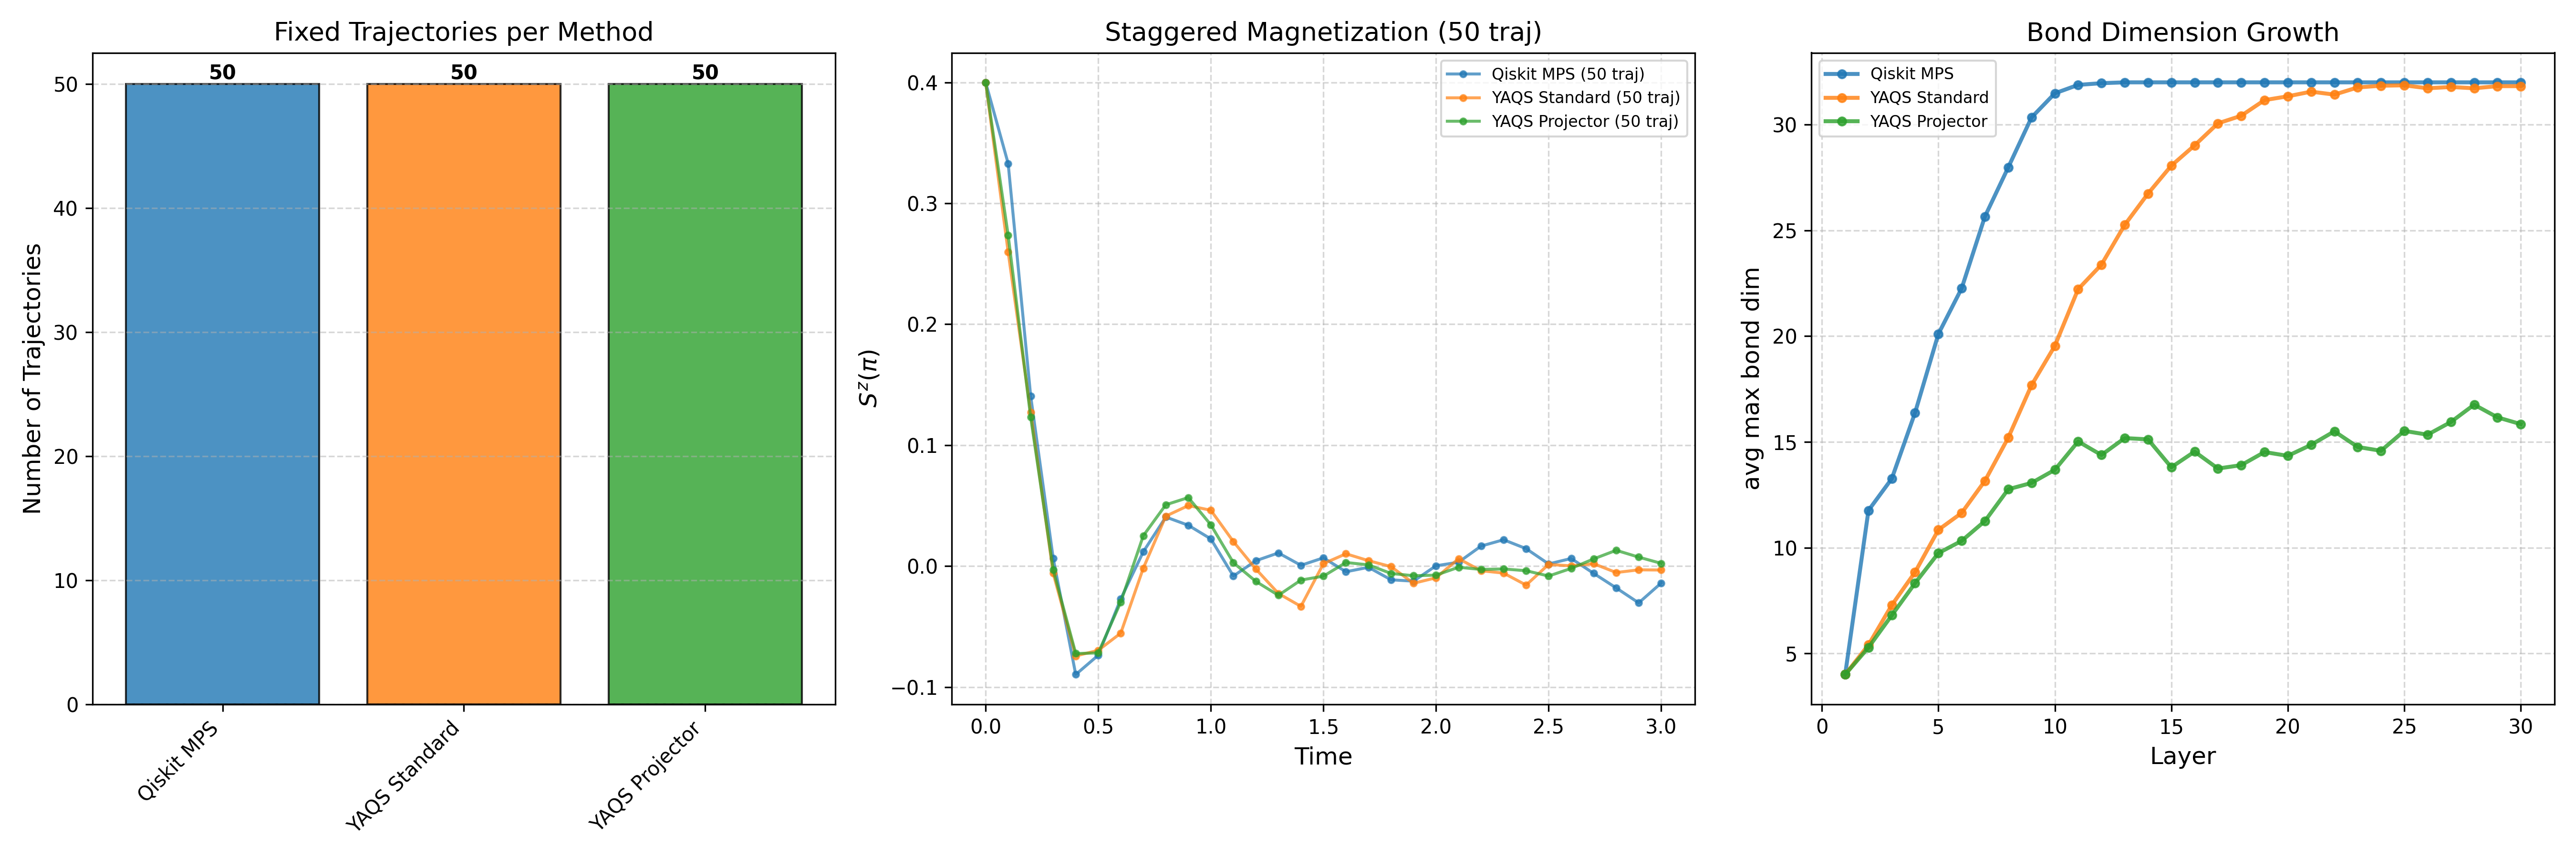 Fixed Trajectories per Method
50 50 50
50
40
30
20
10
0
Number of Trajectories
Qiskit MPS
YAQS Standard
YAQS Projector
Staggered Magnetization (50 traj)
Qiskit MPS (50 traj)
YAQS Standard (50 traj)
YAQS Projector (50 traj)
0.4
0.3
0.2
0.1
0.0
−0.1
S^z(π)
0.0 0.5 1.0 1.5 2.0 2.5 3.0
Time
Bond Dimension Growth
Qiskit MPS
YAQS Standard
YAQS Projector
30
25
20
15
10
5
avg max bond dim
0 5 10 15 20 25 30
Layer